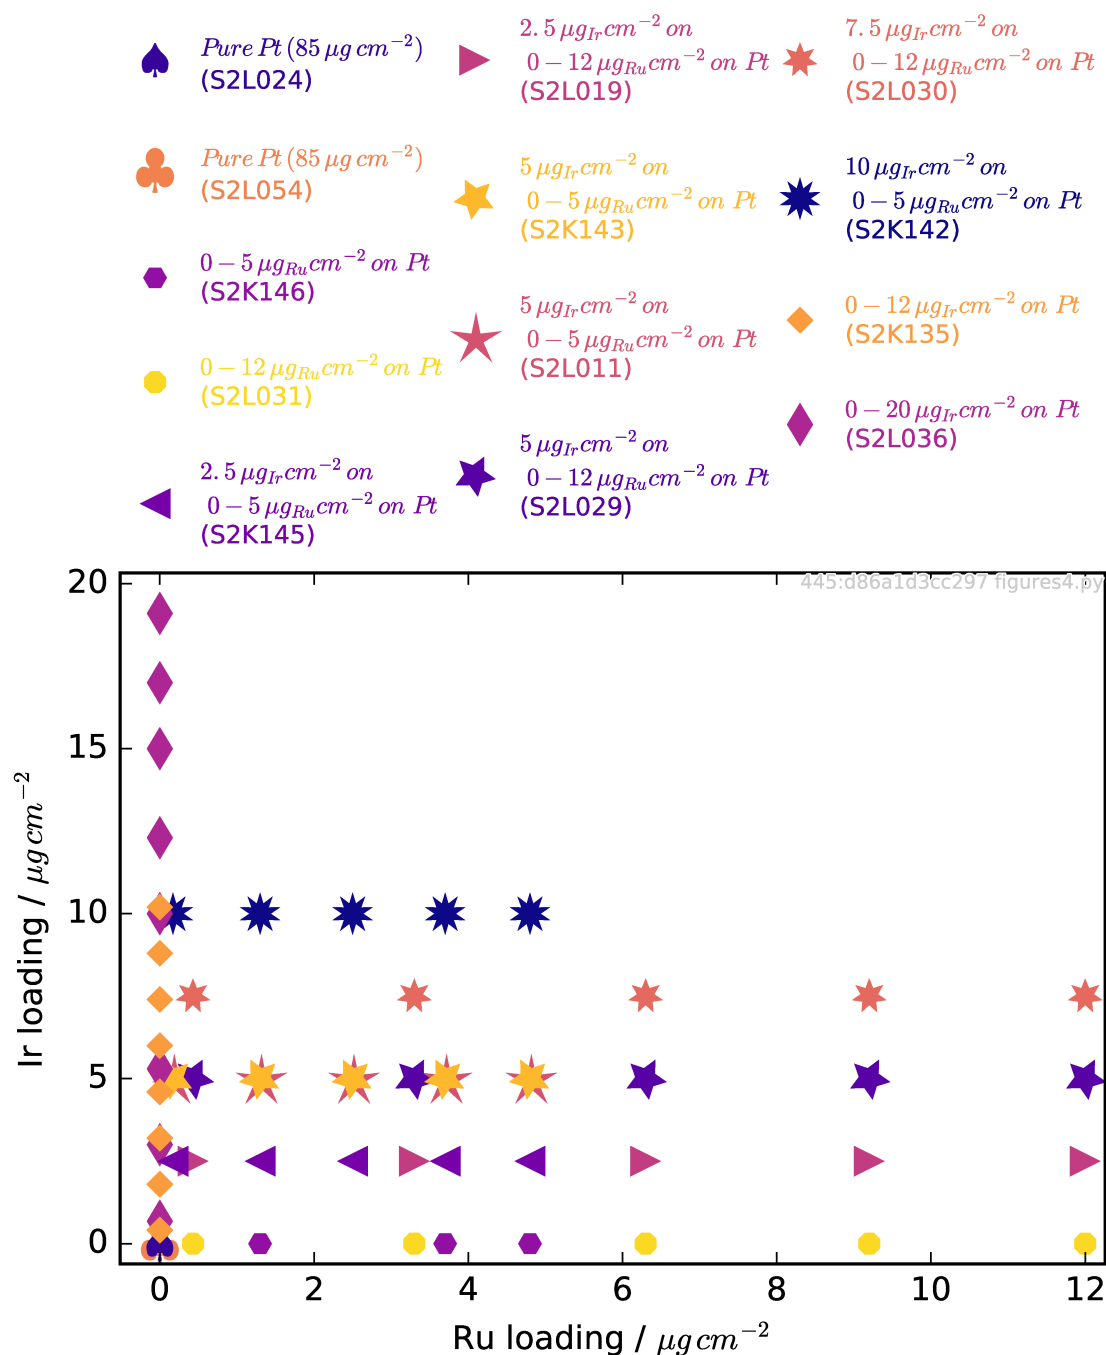 Pure Pt (85 μg cm⁻²)
(S2L024)
Pure Pt (85 μg cm⁻²)
(S2L054)
0 − 5 μg_Ru cm⁻² on Pt
(S2K146)
0 − 12 μg_Ru cm⁻² on Pt
(S2L031)
2.5 μg_Ir cm⁻² on
0 − 5 μg_Ru cm⁻² on Pt
(S2K145)
2.5 μg_Ir cm⁻² on
0 − 12 μg_Ru cm⁻² on Pt
(S2L019)
5 μg_Ir cm⁻² on
0 − 5 μg_Ru cm⁻² on Pt
(S2K143)
5 μg_Ir cm⁻² on
0 − 5 μg_Ru cm⁻² on Pt
(S2L011)
5 μg_Ir cm⁻² on
0 − 12 μg_Ru cm⁻² on Pt
(S2L029)
7.5 μg_Ir cm⁻² on
0 − 12 μg_Ru cm⁻² on Pt
(S2L030)
10 μg_Ir cm⁻² on
0 − 5 μg_Ru cm⁻² on Pt
(S2K142)
0 − 12 μg_Ir cm⁻² on Pt
(S2K135)
0 − 20 μg_Ir cm⁻² on Pt
(S2L036)
445:d86a1d3cc297 figures4.py
20
15
10
5
0
Ir loading / μg cm⁻²
0 2 4 6 8 10 12
Ru loading / μg cm⁻²